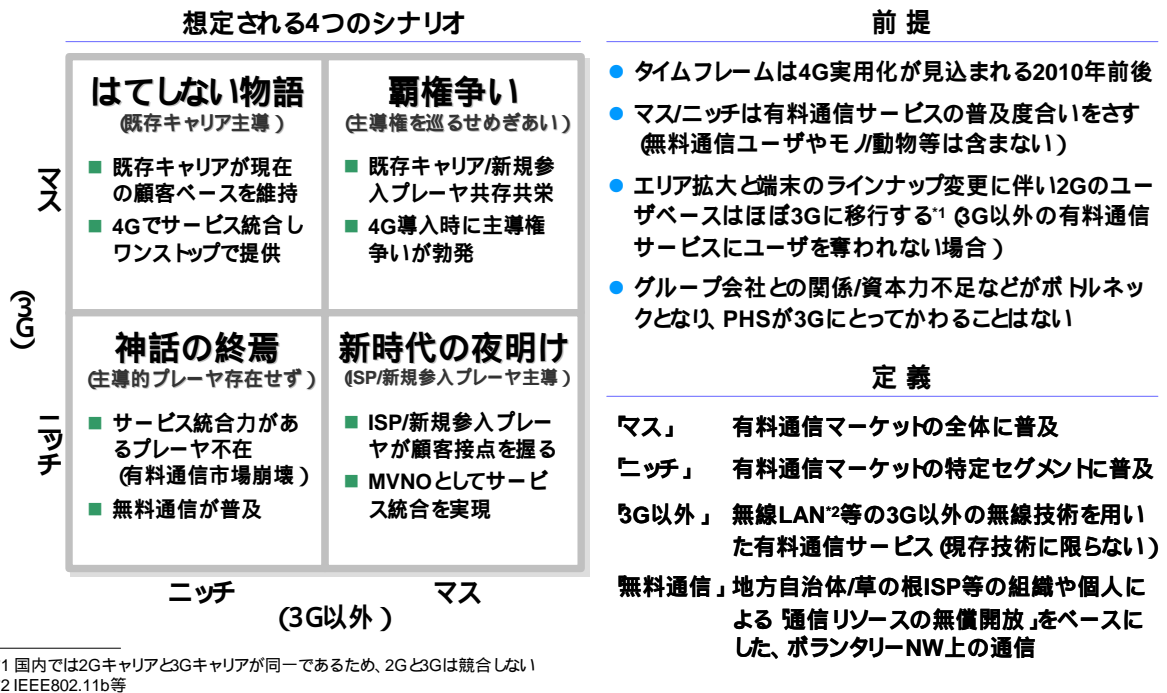 想定される4つのシナリオ
はてしない物語
(既存キャリア主導)
■ 既存キャリアが現在
の顧客ベースを維持
■ 4Gでサービス統合し
ワンストップで提供
覇権争い
(主導権を巡るせめぎあい)
■ 既存キャリア/新規参
入プレーヤ共存共栄
■ 4G導入時に主導権
争いが勃発
マス
(3G)
ニッチ
神話の終焉
(主導的プレーヤ存在せず)
■ サービス統合力があ
るプレーヤ不在
(有料通信市場崩壊)
■ 無料通信が普及
新時代の夜明け
(ISP/新規参入プレーヤ主導)
■ ISP/新規参入プレー
ヤが顧客接点を握る
■ MVNOとしてサービ
ス統合を実現
ニッチ
マス
(3G以外)
前 提
● タイムフレームは4G実用化が見込まれる2010年前後
● マス/ニッチは有料通信サービスの普及度合いをさす
(無料通信ユーザやモノ/動物等は含まない)
● エリア拡大と端末のラインナップ変更に伴い2Gのユー
ザベースはほぼ3Gに移行する*1 (3G以外の有料通信
サービスにユーザを奪われない場合)
● グループ会社との関係/資本力不足などがボトルネッ
クとなり、PHSが3Gにとってかわることはない
定 義
「マス」 有料通信マーケットの全体に普及
「ニッチ」 有料通信マーケットの特定セグメントに普及
「3G以外」 無線LAN*2等の3G以外の無線技術を用い
た有料通信サービス(現存技術に限らない)
「無料通信」地方自治体/草の根ISP等の組織や個人に
よる「通信リソースの無償開放」をベースに
した、ボランタリーNW上の通信
1 国内では2Gキャリアと3Gキャリアが同一であるため、2Gと3Gは競合しない
2 IEEE802.11b等